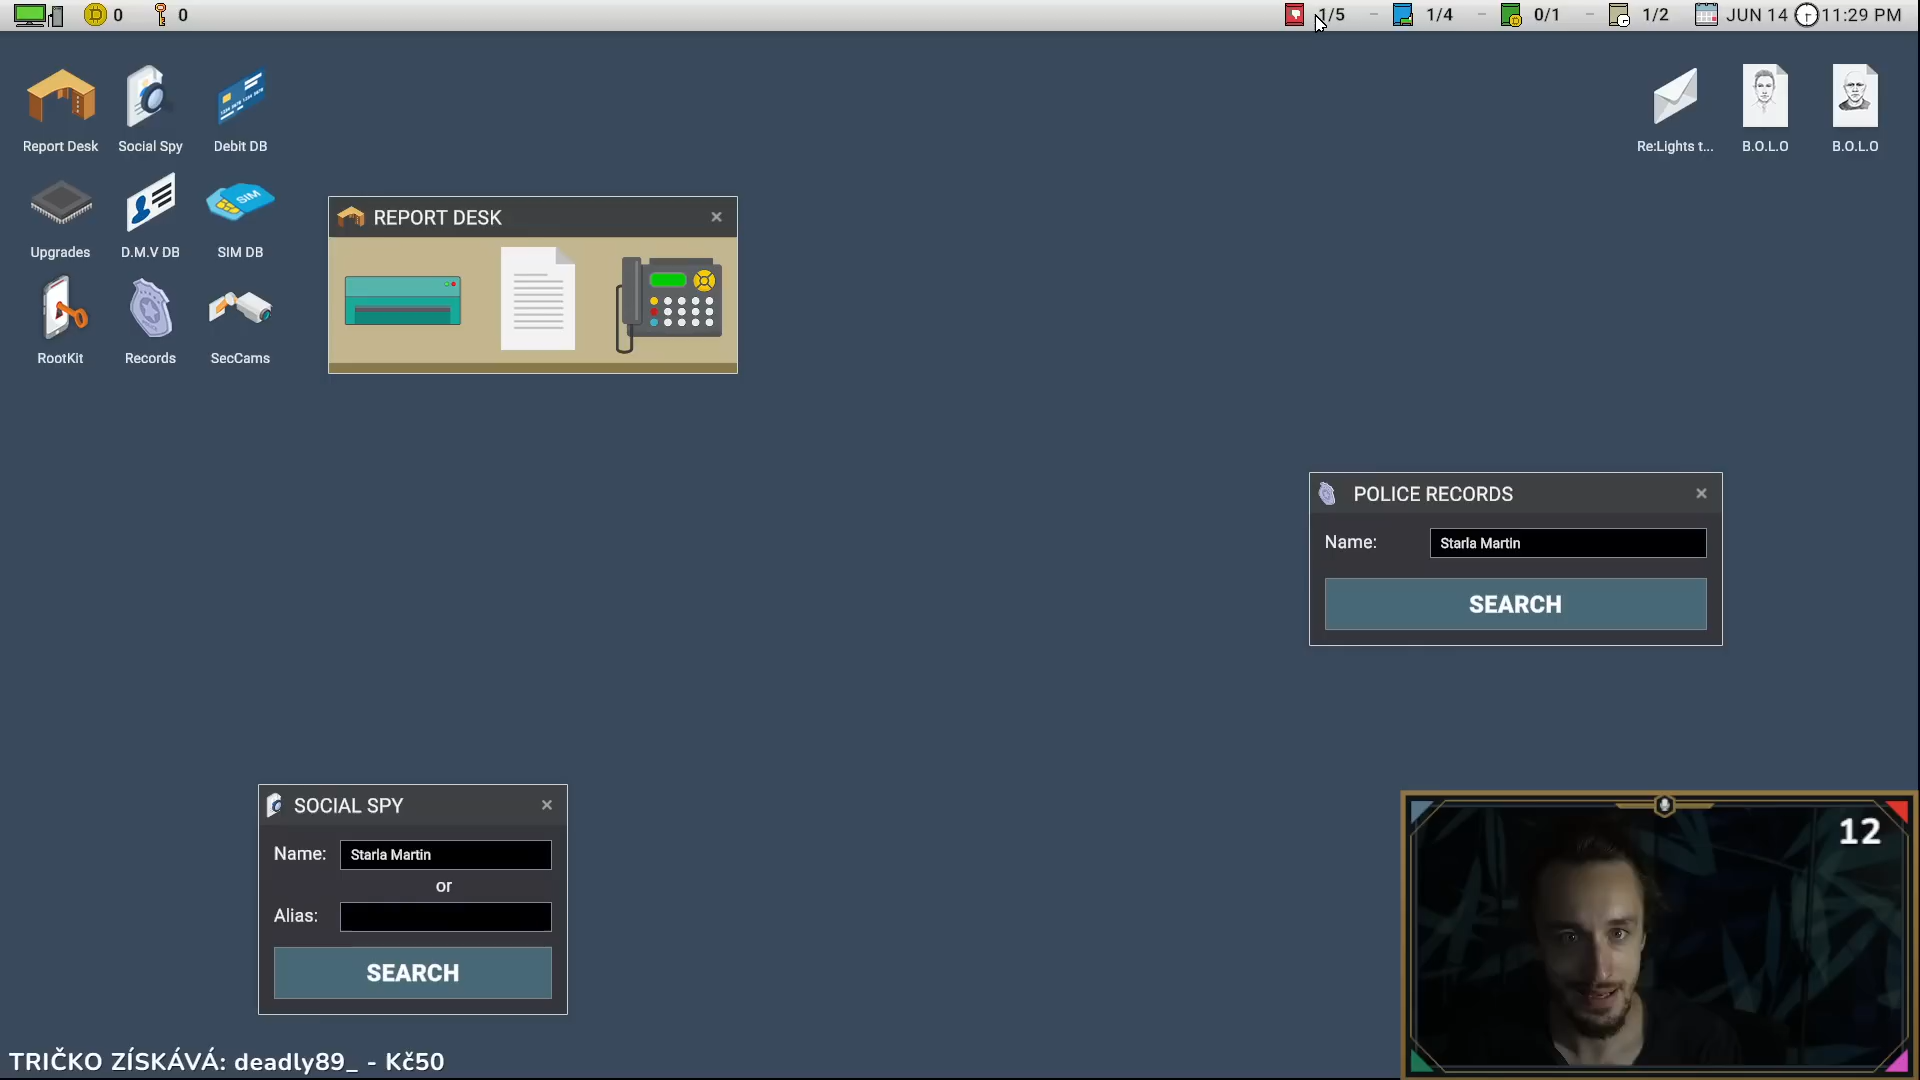 0
0
1/5
1/4
0/1
1/2
JUN 14
11:29 PM
Report Desk
Social Spy
Debit DB
Re:Lights t...
B.O.L.O
B.O.L.O
Upgrades
D.M.V DB
SIM DB
SIM
RootKit
Records
SecCams
REPORT DESK
POLICE RECORDS
Name:
Starla Martin
SEARCH
SOCIAL SPY
Name:
Starla Martin
or
Alias:
SEARCH
12
TRIČKO ZÍSKÁVÁ: deadly89_ - Kč50